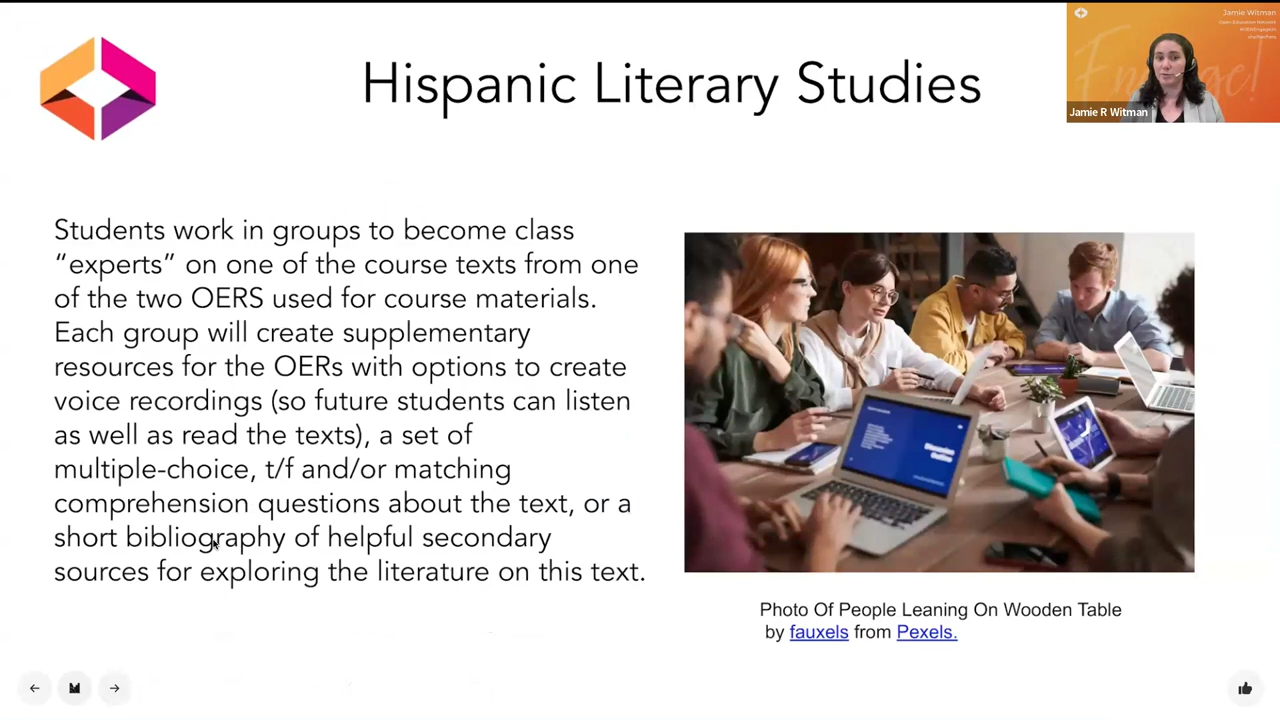 Hispanic Literary Studies
Jamie Witman
Open Education Network
Jamie R Witman
Students work in groups to become class
“experts” on one of the course texts from one
of the two OERS used for course materials.
Each group will create supplementary
resources for the OERs with options to create
voice recordings (so future students can listen
as well as read the texts), a set of
multiple-choice, t/f and/or matching
comprehension questions about the text, or a
short bibliography of helpful secondary
sources for exploring the literature on this text.
Discussion
Outline
Photo Of People Leaning On Wooden Table
by fauxels from Pexels.